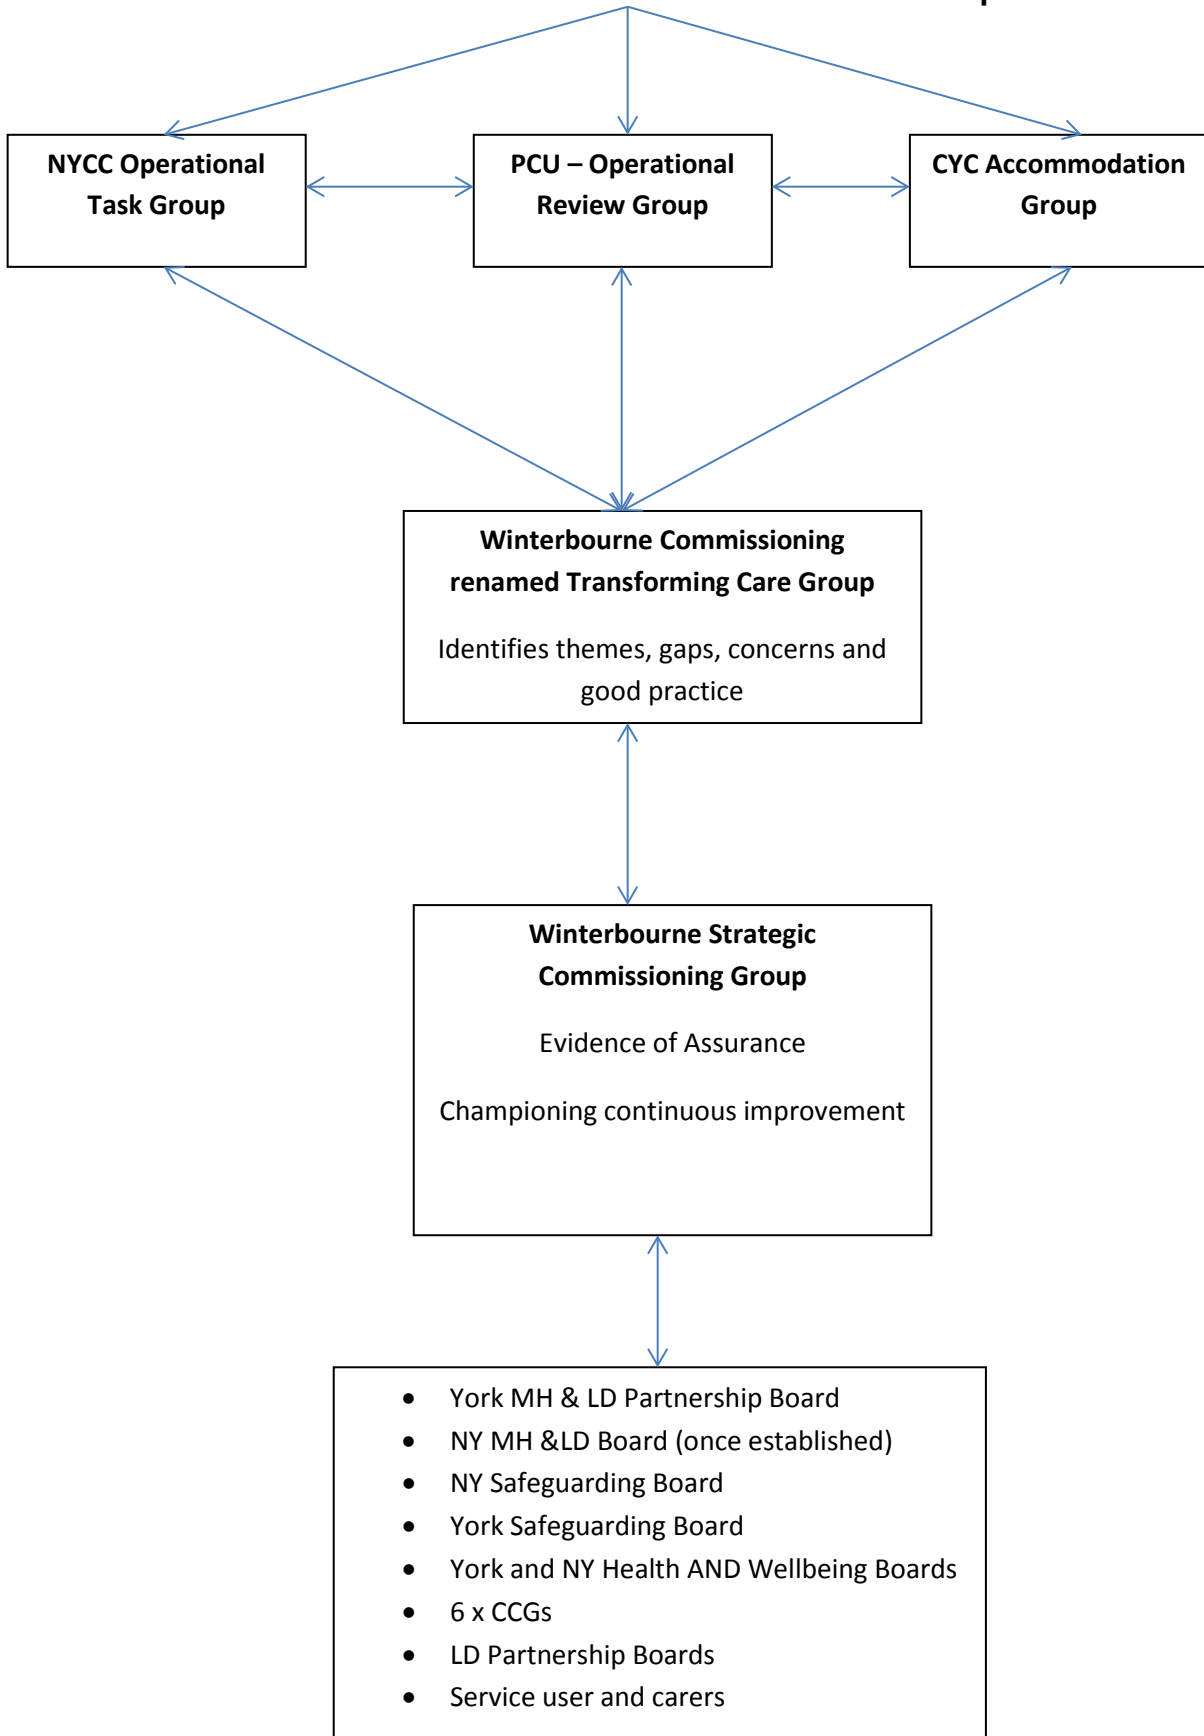 NYCC Operational
Task Group
PCU – Operational
Review Group
CYC Accommodation
Group
Winterbourne Commissioning
renamed Transforming Care Group
Identifies themes, gaps, concerns and
good practice
Winterbourne Strategic
Commissioning Group
Evidence of Assurance
Championing continuous improvement
• York MH & LD Partnership Board
• NY MH &LD Board (once established)
• NY Safeguarding Board
• York Safeguarding Board
• York and NY Health AND Wellbeing Boards
• 6 x CCGs
• LD Partnership Boards
• Service user and carers